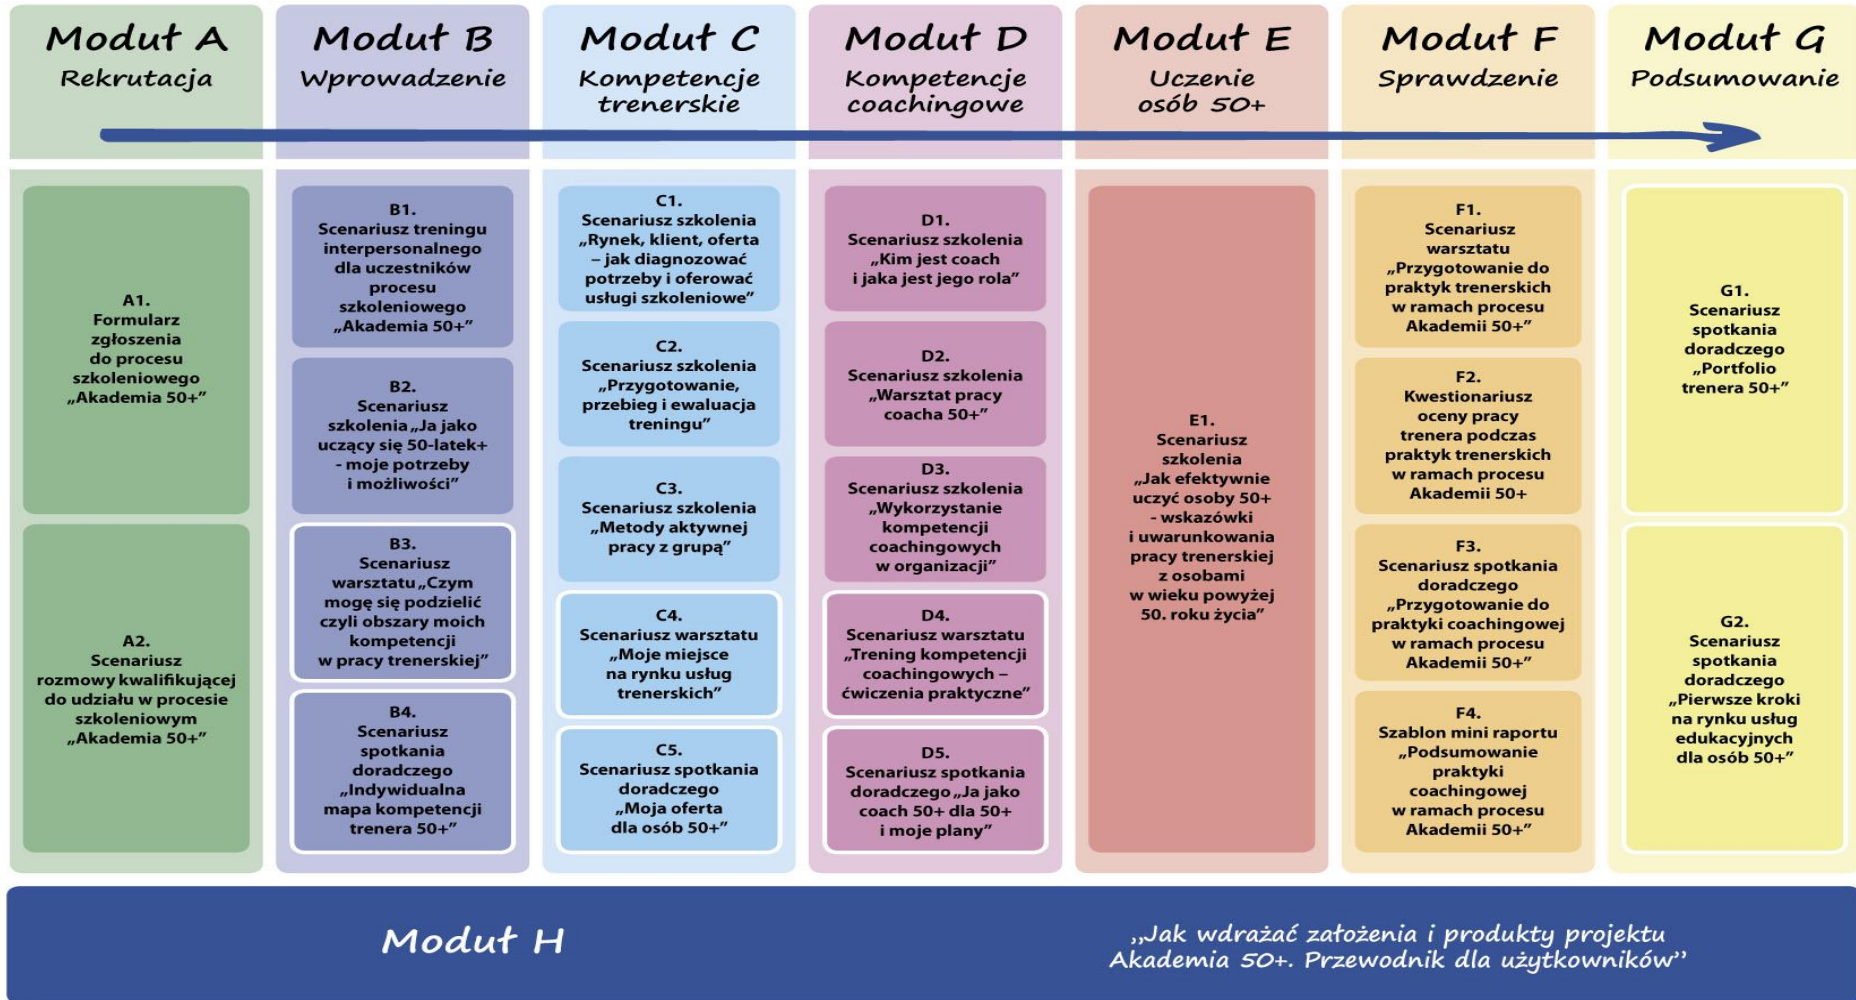 Moduł A
Rekrutacja
Moduł B
Wprowadzenie
Moduł C
Kompetencje
trenerskie
Moduł D
Kompetencje
coachingowe
Moduł E
Uczenie
osób 50+
Moduł F
Sprawdzenie
Moduł G
Podsumowanie
A1.
Formularz
zgłoszenia
do procesu
szkoleniowego
„Akademia 50+”
A2.
Scenariusz
rozmowy kwalifikującej
do udziału w procesie
szkoleniowym
„Akademia 50+”
B1.
Scenariusz treningu
interpersonalnego
dla uczestników
procesu
szkoleniowego
„Akademia 50+”
B2.
Scenariusz
szkolenia „Ja jako
uczący się 50-latek+
- moje potrzeby
i możliwości”
B3.
Scenariusz
warsztatu „Czym
mogę się podzielić
czyli obszary moich
kompetencji
w pracy trenerskiej”
B4.
Scenariusz
spotkania
doradczego
„Indywidualna
mapa kompetencji
trenera 50+”
C1.
Scenariusz szkolenia
„Rynek, klient, oferta
– jak diagnozować
potrzeby i oferować
usługi szkoleniowe”
C2.
Scenariusz szkolenia
„Przygotowanie,
przebieg i ewaluacja
treningu”
C3.
Scenariusz szkolenia
„Metody aktywnej
pracy z grupą”
C4.
Scenariusz warsztatu
„Moje miejsce
na rynku usług
trenerskich”
C5.
Scenariusz spotkania
doradczego
„Moja oferta
dla osób 50+”
D1.
Scenariusz szkolenia
„Kim jest coach
i jaka jest jego rola”
D2.
Scenariusz szkolenia
„Warsztat pracy
coacha 50+”
D3.
Scenariusz szkolenia
„Wykorzystanie
kompetencji
coachingowych
w organizacji”
D4.
Scenariusz warsztatu
„Trening kompetencji
coachingowych –
ćwiczenia praktyczne”
D5.
Scenariusz spotkania
doradczego „Ja jako
coach 50+ dla 50+
i moje plany”
E1.
Scenariusz
szkolenia
„Jak efektywnie
uczyć osoby 50+
- wskazówki
i uwarunkowania
pracy trenerskiej
z osobami
w wieku powyżej
50. roku życia”
F1.
Scenariusz
warsztatu
„Przygotowanie do
praktyk trenerskich
w ramach procesu
Akademii 50+”
F2.
Kwestionariusz
oceny pracy
trenera podczas
praktyk trenerskich
w ramach procesu
Akademii 50+
F3.
Scenariusz spotkania
doradczego
„Przygotowanie do
praktyki coachingowej
w ramach procesu
Akademii 50+”
F4.
Szablon mini raportu
„Podsumowanie
praktyki
coachingowej
w ramach procesu
Akademii 50+”
G1.
Scenariusz
spotkania
doradczego
„Portfolio
trenera 50+”
G2.
Scenariusz
spotkania
doradczego
„Pierwsze kroki
na rynku usług
edukacyjnych
dla osób 50+”
Moduł H
„Jak wdrażać założenia i produkty projektu
Akademia 50+. Przewodnik dla użytkowników”